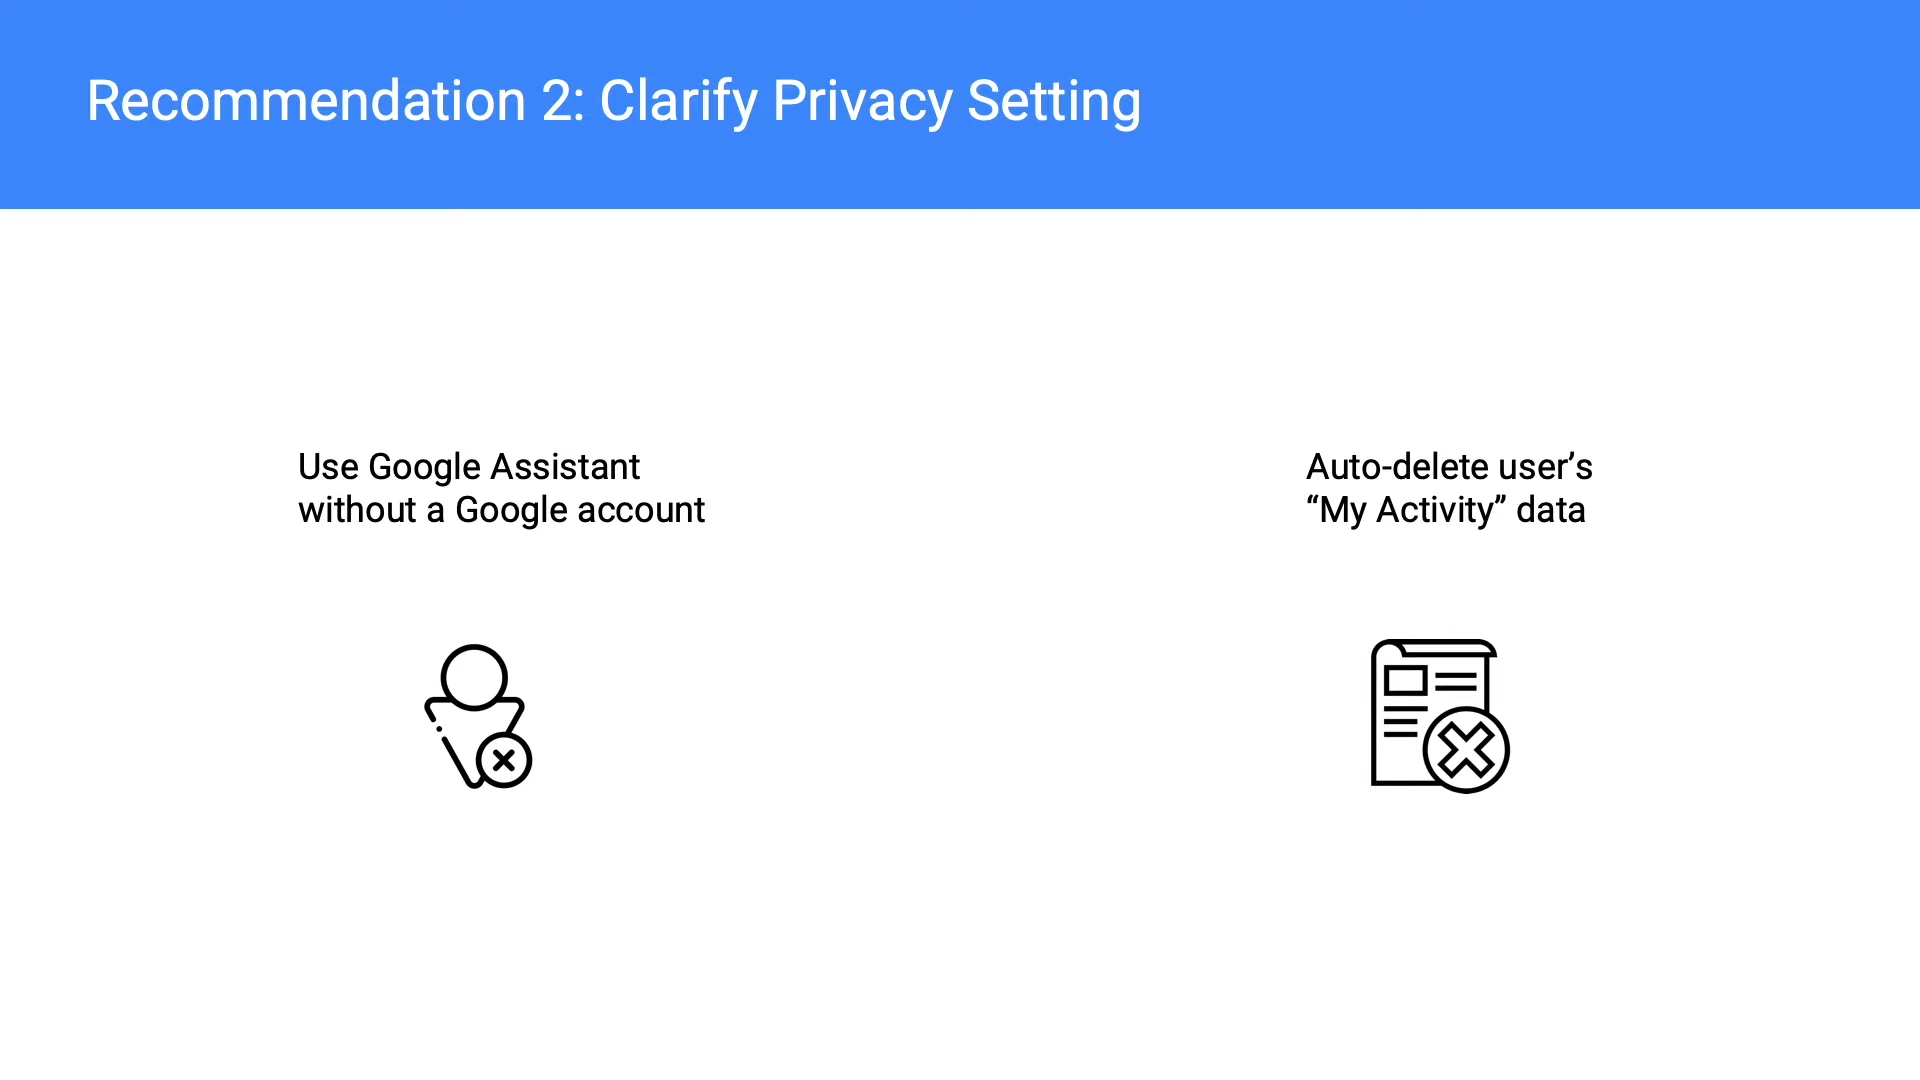 Recommendation 2: Clarify Privacy Setting
Use Google Assistant
without a Google account
Auto-delete user’s
“My Activity” data